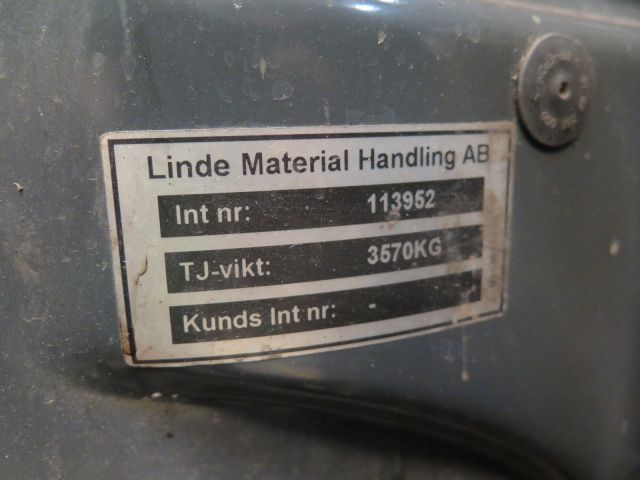 Linde Material Handling AB
Int nr: 113952
TJ-vikt: 3570KG
Kunds Int nr: -